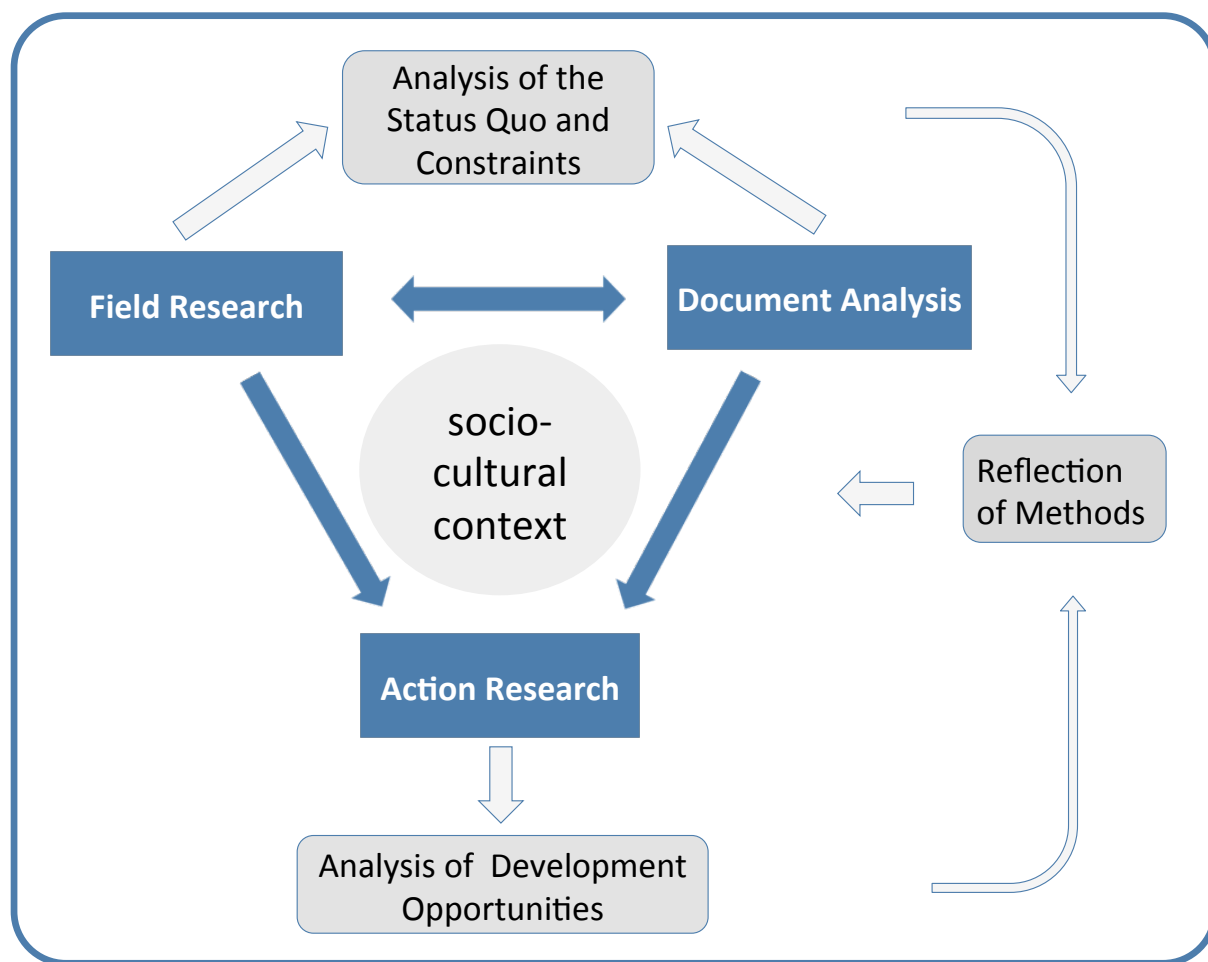 Analysis of the
Status Quo and
Constraints
Field Research
Document Analysis
socio-
cultural
context
Reflection
of Methods
Action Research
Analysis of  Development
Opportunities